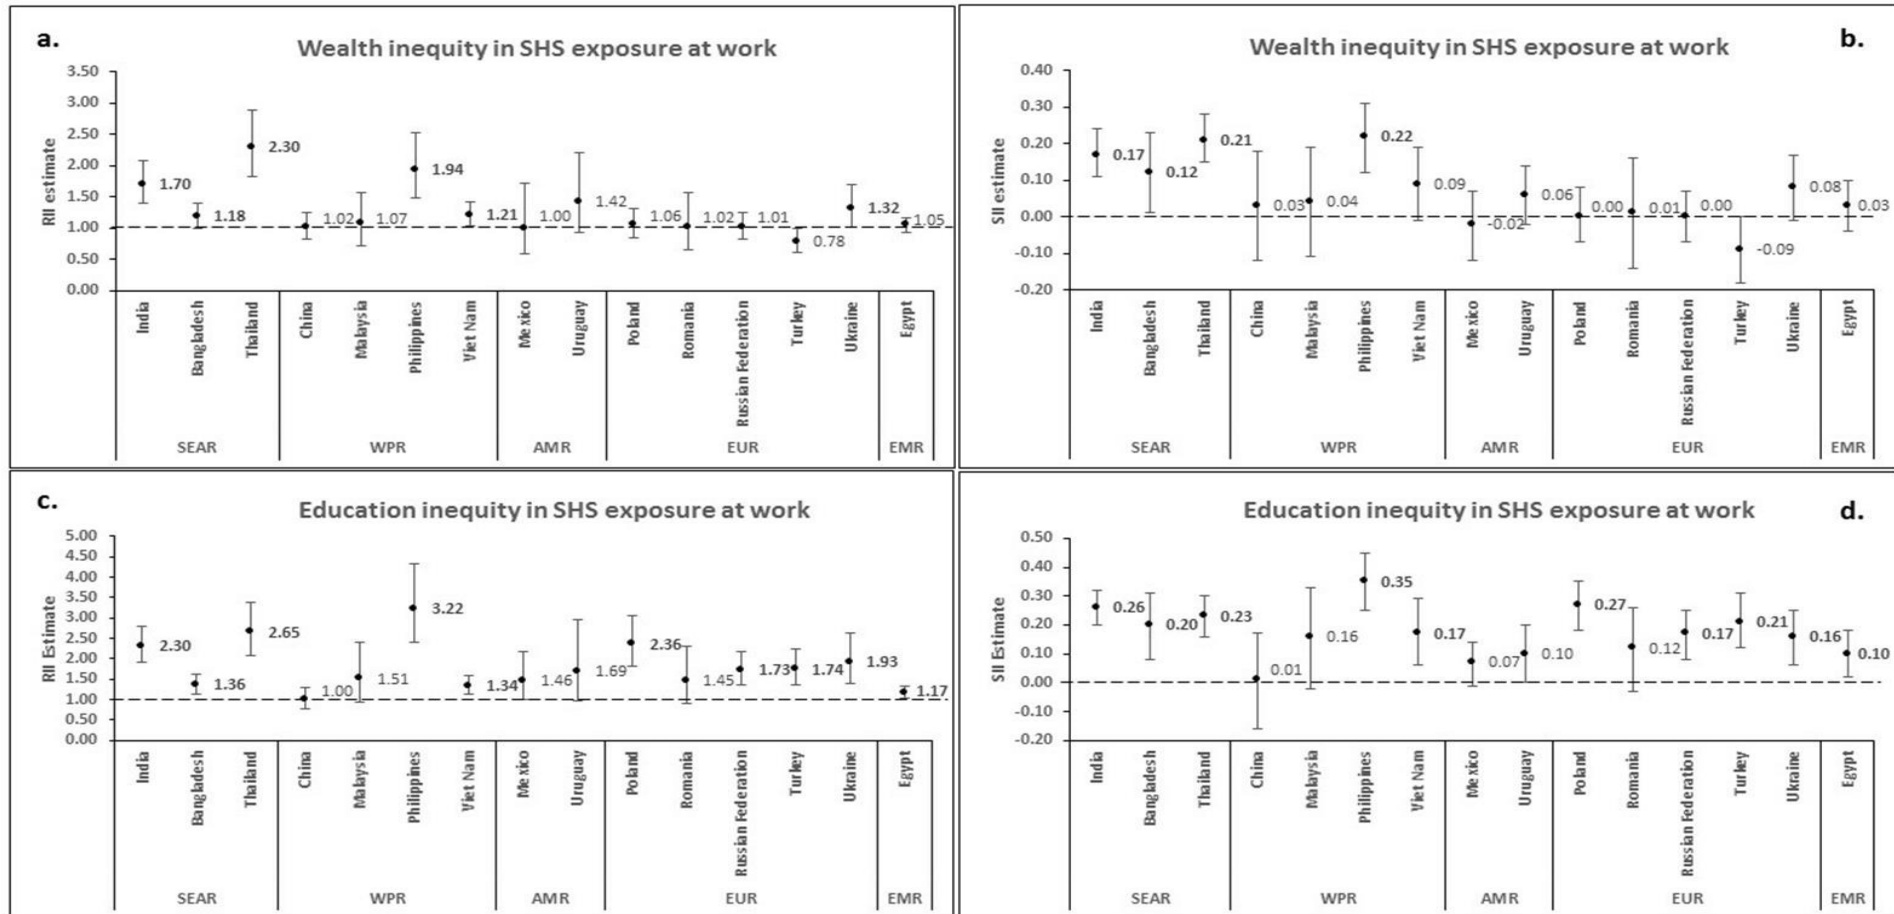 a.
Wealth inequity in SHS exposure at work
RII estimate
3.50
3.00
2.50
2.00
1.50
1.00
0.50
0.00
1.70
1.18
2.30
1.02
1.07
1.94
1.21
1.00
1.42
1.06
1.02
1.01
0.78
1.32
1.05
India
Bangladesh
Thailand
China
Malaysia
Philippines
Viet Nam
Mexico
Uruguay
Poland
Romania
Russian Federation
Turkey
Ukraine
Egypt
SEAR WPR AMR EUR EMR
b.
Wealth inequity in SHS exposure at work
SII estimate
0.40
0.30
0.20
0.10
0.00
-0.10
-0.20
0.17
0.12
0.21
0.03
0.04
0.22
0.09
-0.02
0.06
0.00
0.01
0.00
-0.09
0.08
0.03
India
Bangladesh
Thailand
China
Malaysia
Philippines
Viet Nam
Mexico
Uruguay
Poland
Romania
Russian Federation
Turkey
Ukraine
Egypt
SEAR WPR AMR EUR EMR
c.
Education inequity in SHS exposure at work
RII Estimate
5.00
4.50
4.00
3.50
3.00
2.50
2.00
1.50
1.00
0.50
0.00
2.30
1.36
2.65
1.00
1.51
3.22
1.34
1.46
1.69
2.36
1.45
1.73
1.74
1.93
1.17
India
Bangladesh
Thailand
China
Malaysia
Philippines
Viet Nam
Mexico
Uruguay
Poland
Romania
Russian Federation
Turkey
Ukraine
Egypt
SEAR WPR AMR EUR EMR
d.
Education inequity in SHS exposure at work
SII Estimate
0.50
0.40
0.30
0.20
0.10
0.00
-0.10
-0.20
0.26
0.20
0.23
0.01
0.16
0.35
0.17
0.07
0.10
0.27
0.12
0.17
0.21
0.16
0.10
India
Bangladesh
Thailand
China
Malaysia
Philippines
Viet Nam
Mexico
Uruguay
Poland
Romania
Russian Federation
Turkey
Ukraine
Egypt
SEAR WPR AMR EUR EMR